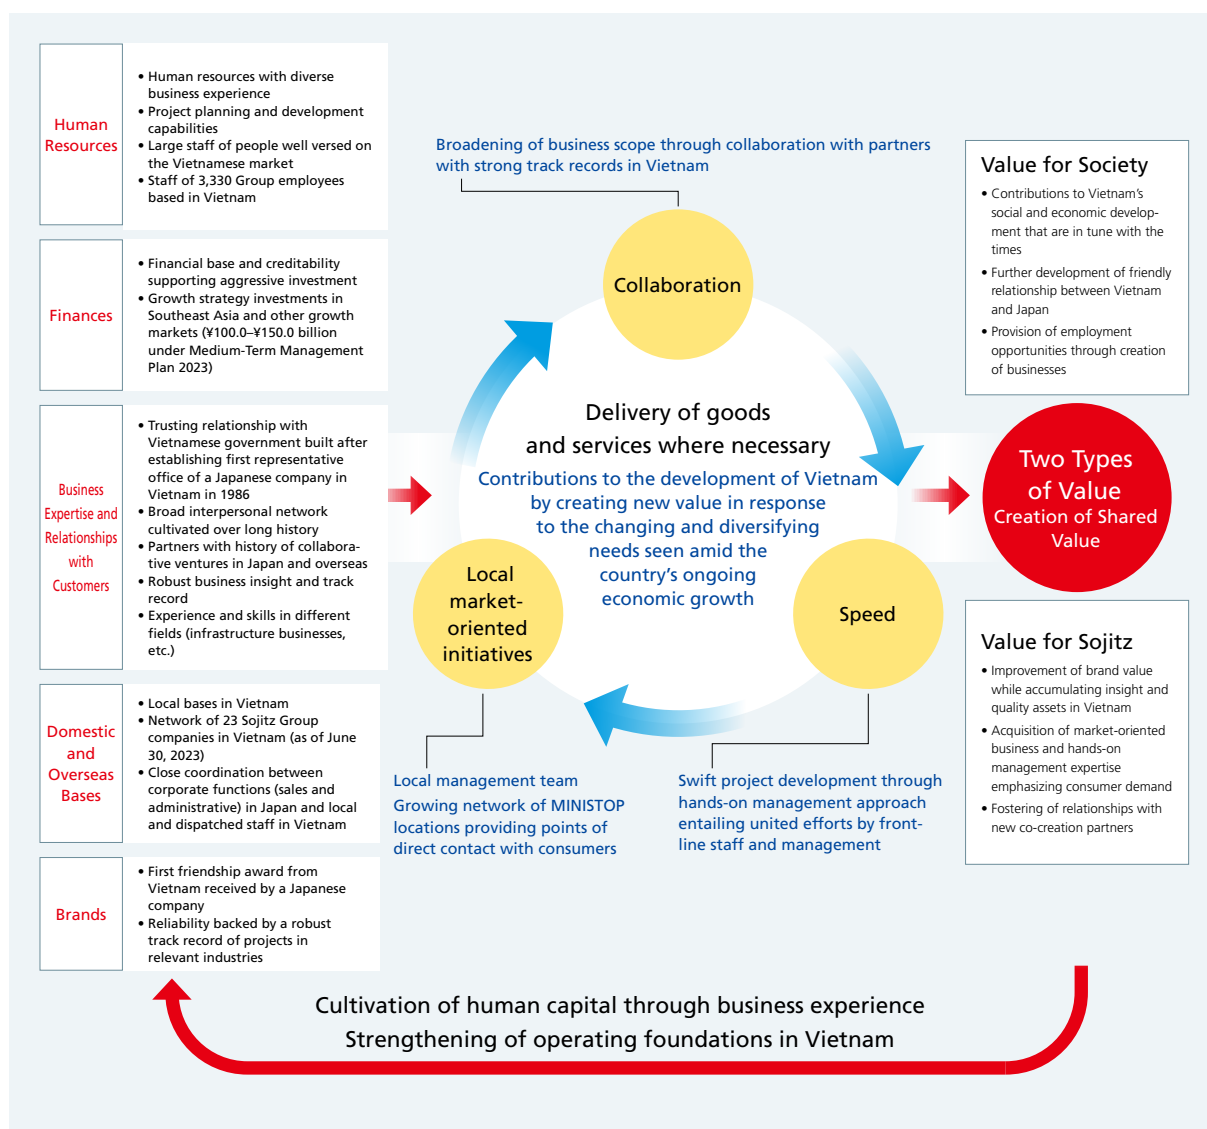 Human
Resources
• Human resources with diverse
business experience
• Project planning and development
capabilities
• Large staff of people well versed on
the Vietnamese market
• Staff of 3,330 Group employees
based in Vietnam
Finances
• Financial base and creditability
supporting aggressive investment
• Growth strategy investments in
Southeast Asia and other growth
markets (¥100.0–¥150.0 billion
under Medium-Term Management
Plan 2023)
Business
Expertise and
Relationships
with
Customers
• Trusting relationship with
Vietnamese government built after
establishing first representative
office of a Japanese company in
Vietnam in 1986
• Broad interpersonal network
cultivated over long history
• Partners with history of collabora-
tive ventures in Japan and overseas
• Robust business insight and track
record
• Experience and skills in different
fields (infrastructure businesses,
etc.)
Domestic
and
Overseas
Bases
• Local bases in Vietnam
• Network of 23 Sojitz Group
companies in Vietnam (as of June
30, 2023)
• Close coordination between
corporate functions (sales and
administrative) in Japan and local
and dispatched staff in Vietnam
Brands
• First friendship award from
Vietnam received by a Japanese
company
• Reliability backed by a robust
track record of projects in
relevant industries
Broadening of business scope through collaboration with partners
with strong track records in Vietnam
Collaboration
Delivery of goods
and services where necessary
Contributions to the development of Vietnam
by creating new value in response
to the changing and diversifying
needs seen amid the
country's ongoing
economic growth
Local
market-
oriented
initiatives
Speed
Local management team
Growing network of MINISTOP
locations providing points of
direct contact with consumers
Swift project development through
hands-on management approach
entailing united efforts by front-
line staff and management
Value for Society
• Contributions to Vietnam's
social and economic develop-
ment that are in tune with the
times
• Further development of friendly
relationship between Vietnam
and Japan
• Provision of employment
opportunities through creation
of businesses
Two Types
of Value
Creation of Shared
Value
Value for Sojitz
• Improvement of brand value
while accumulating insight and
quality assets in Vietnam
• Acquisition of market-oriented
business and hands-on
management expertise
emphasizing consumer demand
• Fostering of relationships with
new co-creation partners
Cultivation of human capital through business experience
Strengthening of operating foundations in Vietnam